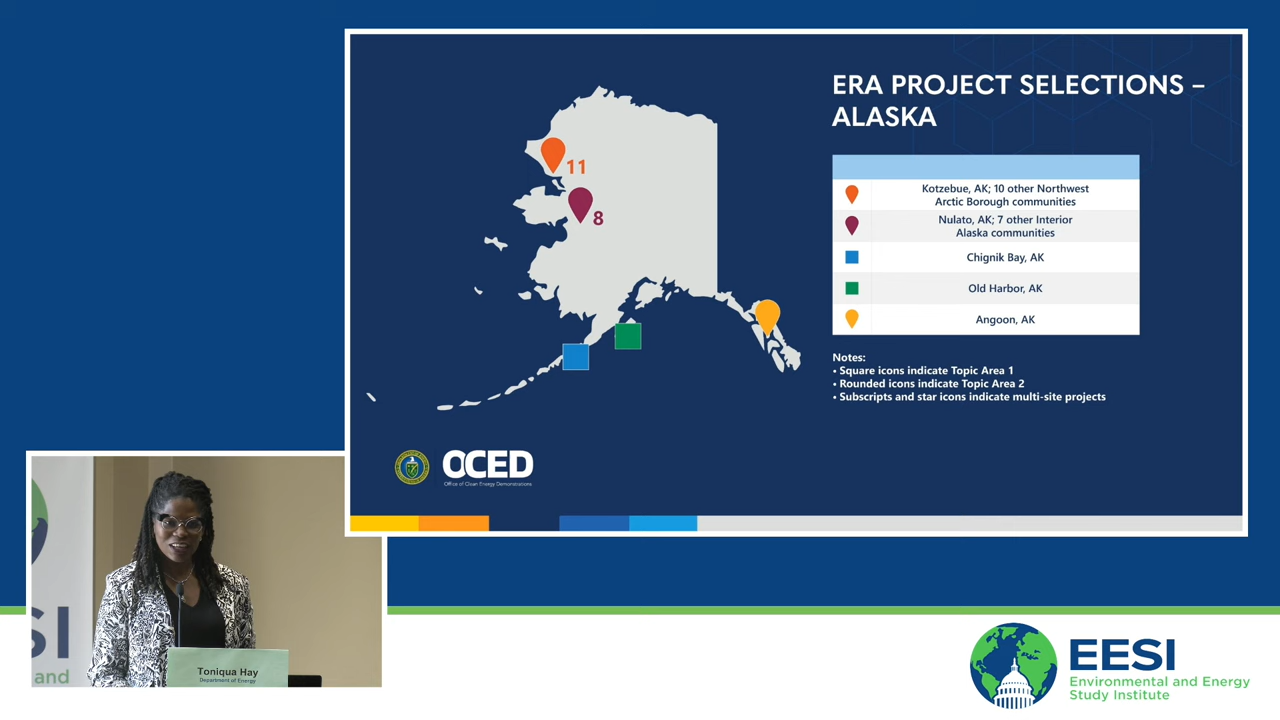 ERA PROJECT SELECTIONS –
ALASKA
11
8
Kotzebue, AK; 10 other Northwest
Arctic Borough communities
Nulato, AK; 7 other Interior
Alaska communities
Chignik Bay, AK
Old Harbor, AK
Angoon, AK
Notes:
• Square icons indicate Topic Area 1
• Rounded icons indicate Topic Area 2
• Subscripts and star icons indicate multi-site projects
OCED
Office of Clean Energy Demonstrations
SI
and
Toniqua Hay
Department of Energy
EESI
Environmental and Energy
Study Institute